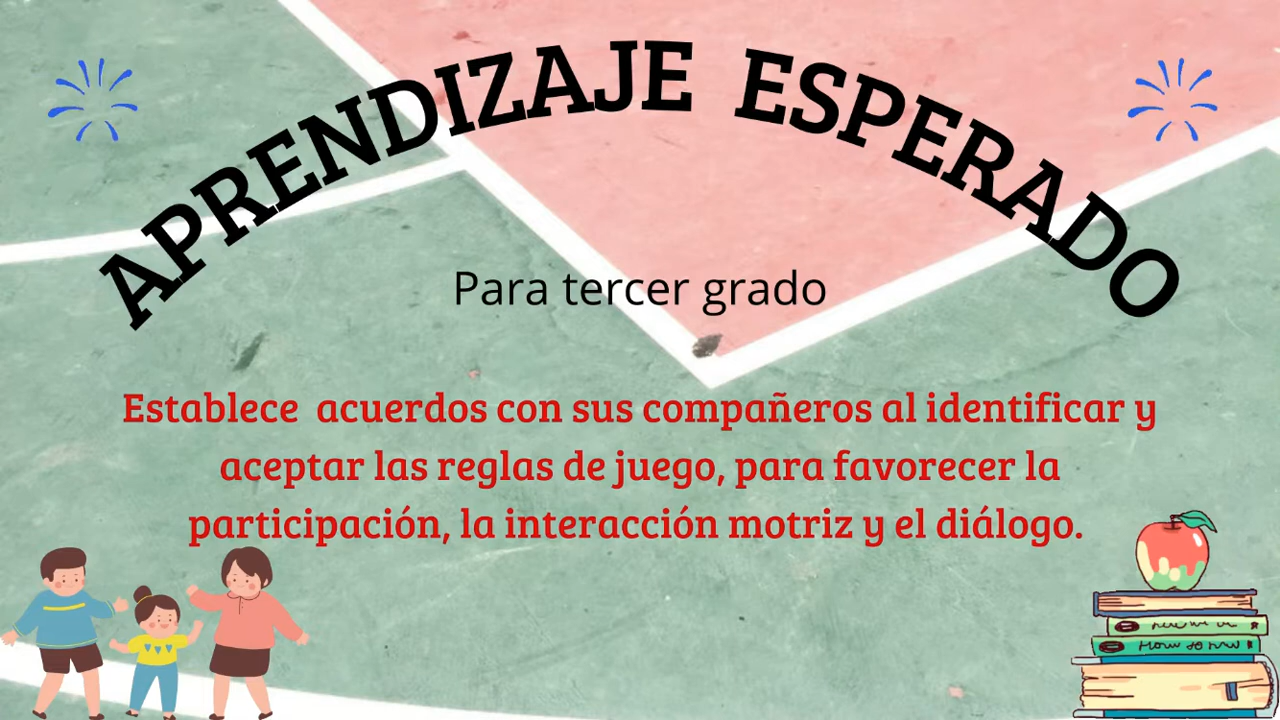 APRENDIZAJE ESPERADO
Para tercer grado
Establece acuerdos con sus compañeros al identificar y
aceptar las reglas de juego, para favorecer la
participación, la interacción motriz y el diálogo.